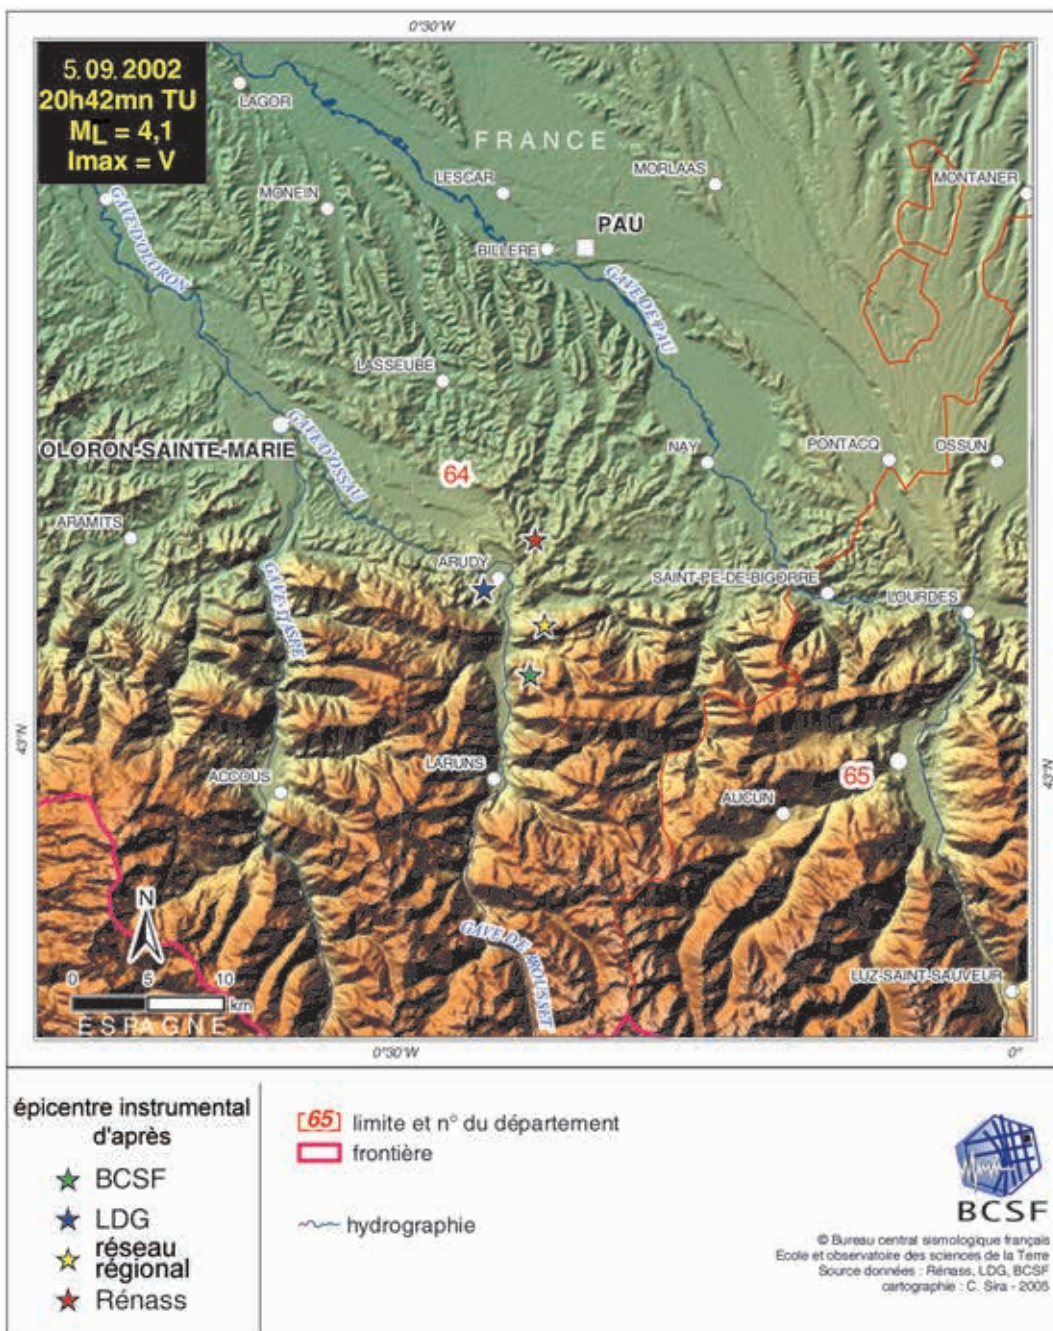 0°30'W
5.09.2002
20h42mn TU
ML = 4,1
Imax = V
LAGOR
FRANCE
MORLAAS
MONTANER
LESCAR
MONEIN
GAVE D'OLORON
PAU
BILLERE
GAVE DE PAU
LASSEUBE
GAVE D'OSSAU
OLORON-SAINTE-MARIE
64
NAY
PONTACQ
OSSUN
ARAMITS
ARUDY
SAINT-PE-DE-BIGORRE
LOURDES
GAVE D'ASPE
43°N
43°N
ACCOUS
LARUNS
65
AUCUN
N
GAVE DE BROUSSET
LUZ-SAINT-SAUVEUR
0 5 10
km
ESPAGNE
0°30'W
0°
épicentre instrumental
d'après
BCSF
LDG
réseau
régional
Rénass
65 limite et n° du département
frontière
hydrographie
BCSF
© Bureau central sismologique français
Ecole et observatoire des sciences de la Terre
Source données : Rénass, LDG, BCSF
cartographie : C. Sira - 2005